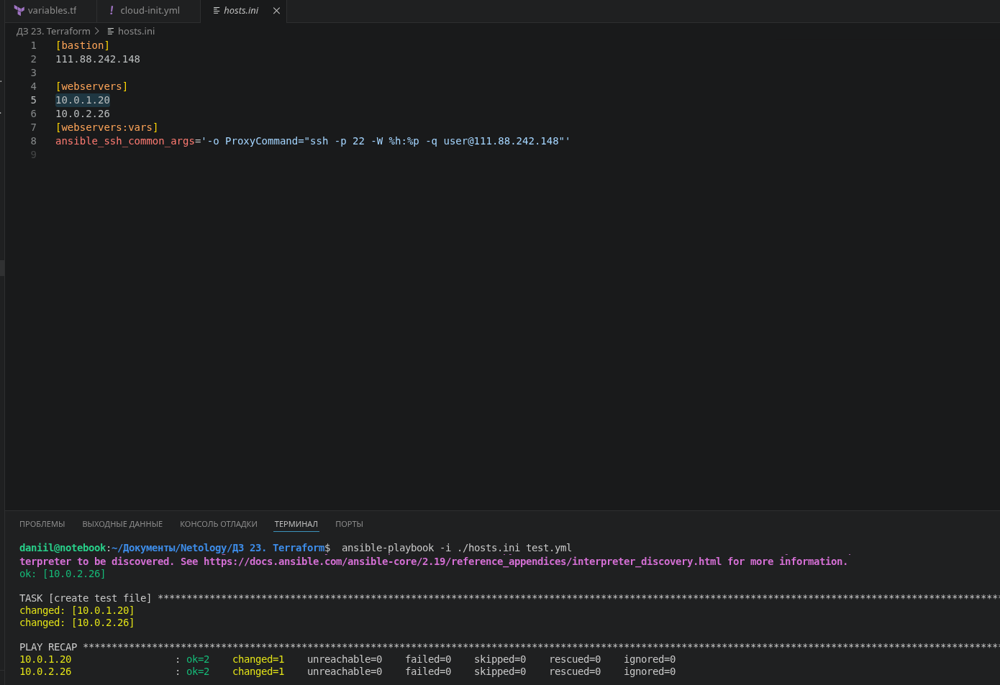 variables.tf
! cloud-init.yml
hosts.ini
ДЗ 23. Terraform > hosts.ini
1 [bastion]
2 111.88.242.148
3
4 [webservers]
5 10.0.1.20
6 10.0.2.26
7 [webservers:vars]
8 ansible_ssh_common_args='-o ProxyCommand="ssh -p 22 -W %h:%p -q user@111.88.242.148"'
9
ПРОБЛЕМЫ ВЫХОДНЫЕ ДАННЫЕ КОНСОЛЬ ОТЛАДКИ ТЕРМИНАЛ ПОРТЫ
daniil@notebook:~/Документы/Netology/ДЗ 23. Terraform$ ansible-playbook -i ./hosts.ini test.yml
terpreter to be discovered. See https://docs.ansible.com/ansible-core/2.19/reference_appendices/interpreter_discovery.html for more information.
ok: [10.0.2.26]
TASK [create test file] ***************************************************************************************************************************************************
changed: [10.0.1.20]
changed: [10.0.2.26]
PLAY RECAP ****************************************************************************************************************************************************************
10.0.1.20 : ok=2 changed=1 unreachable=0 failed=0 skipped=0 rescued=0 ignored=0
10.0.2.26 : ok=2 changed=1 unreachable=0 failed=0 skipped=0 rescued=0 ignored=0